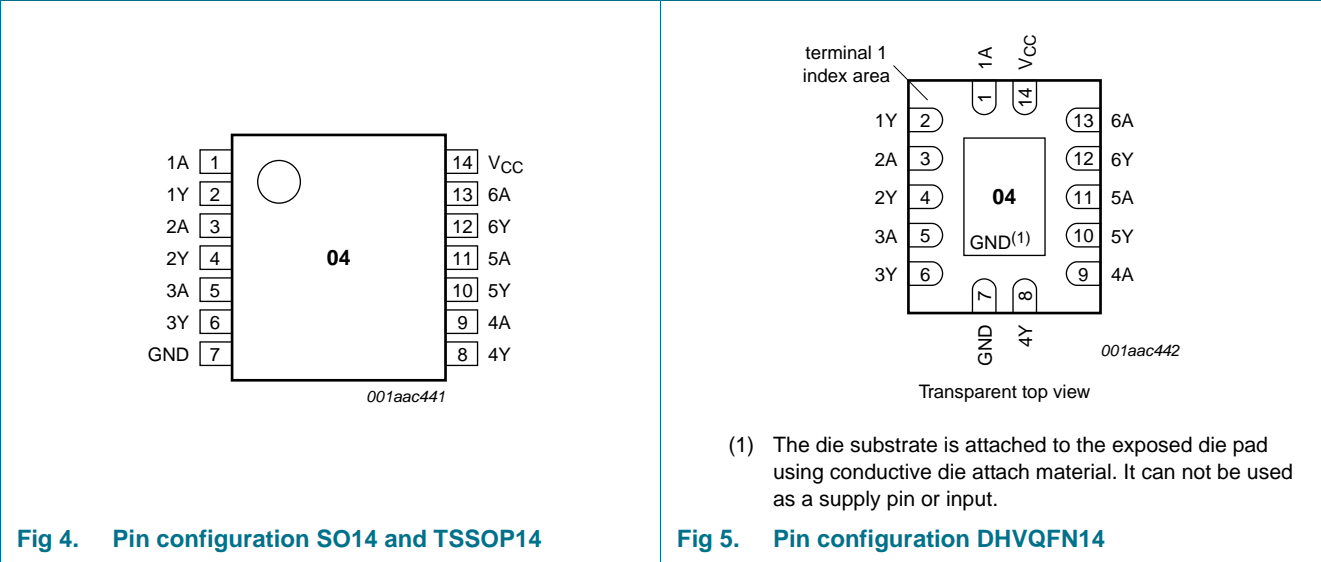 1A 1
1Y 2
2A 3
2Y 4
3A 5
3Y 6
GND 7
04
14 VCC
13 6A
12 6Y
11 5A
10 5Y
9 4A
8 4Y
001aac441
Fig 4. Pin configuration SO14 and TSSOP14
terminal 1
index area
1A
VCC
1
14
1Y 2
2A 3
2Y 4
3A 5
3Y 6
04
GND(1)
13 6A
12 6Y
11 5A
10 5Y
9 4A
7
8
GND
4Y
001aac442
Transparent top view
(1) The die substrate is attached to the exposed die pad
using conductive die attach material. It can not be used
as a supply pin or input.
Fig 5. Pin configuration DHVQFN14